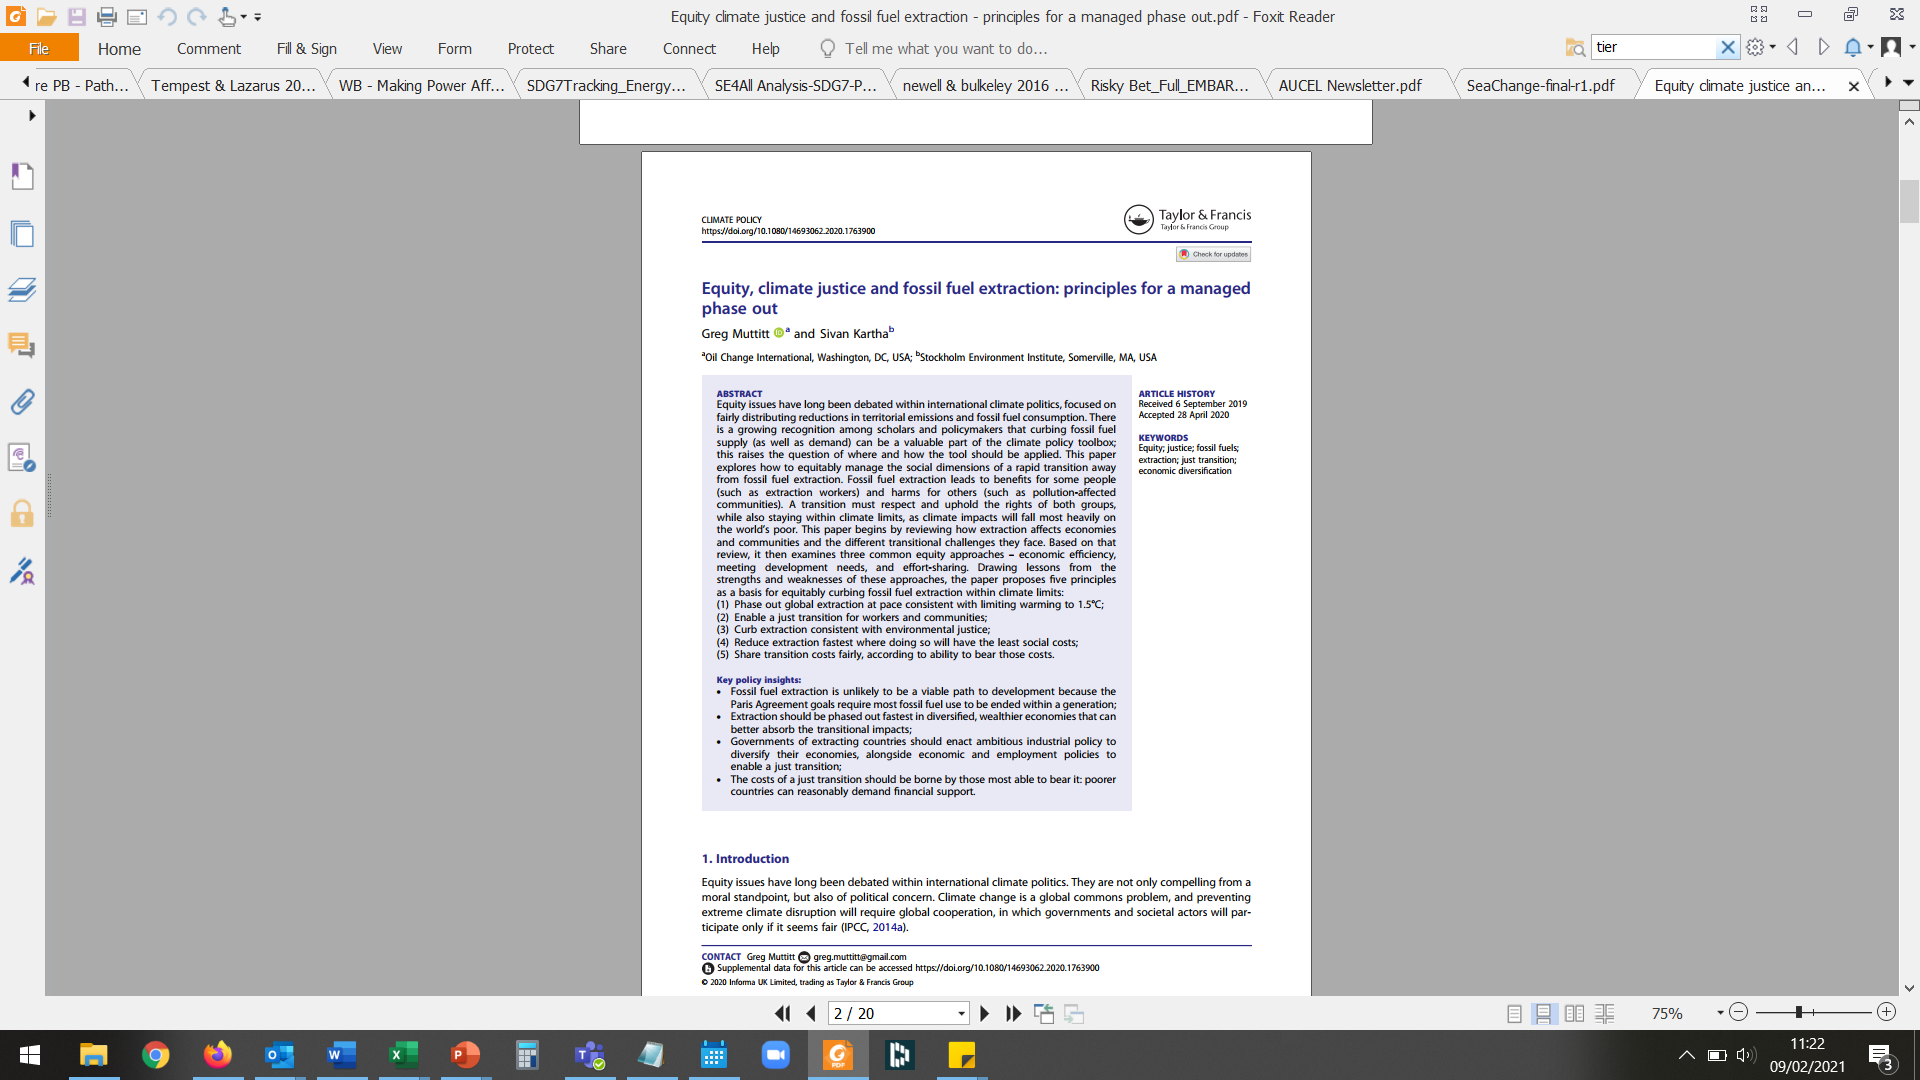 Equity climate justice and fossil fuel extraction - principles for a managed phase out.pdf - Foxit Reader
File Home Comment Fill & Sign View Form Protect Share Connect Help Tell me what you want to do... tier
re PB - Path... Tempest & Lazarus 20... WB - Making Power Aff... SDG7Tracking_Energy... SE4All Analysis-SDG7-P... newell & bulkeley 2016 ... Risky Bet_Full_EMBAR... AUCEL Newsletter.pdf SeaChange-final-r1.pdf Equity climate justice an...
CLIMATE POLICY
https://doi.org/10.1080/14693062.2020.1763900
Taylor & Francis
Taylor & Francis Group
Check for updates
Equity, climate justice and fossil fuel extraction: principles for a managed
phase out
Greg Muttitt iD a and Sivan Kartha b
aOil Change International, Washington, DC, USA; bStockholm Environment Institute, Somerville, MA, USA
ABSTRACT
Equity issues have long been debated within international climate politics, focused on
fairly distributing reductions in territorial emissions and fossil fuel consumption. There
is a growing recognition among scholars and policymakers that curbing fossil fuel
supply (as well as demand) can be a valuable part of the climate policy toolbox;
this raises the question of where and how the tool should be applied. This paper
explores how to equitably manage the social dimensions of a rapid transition away
from fossil fuel extraction. Fossil fuel extraction leads to benefits for some people
(such as extraction workers) and harms for others (such as pollution-affected
communities). A transition must respect and uphold the rights of both groups,
while also staying within climate limits, as climate impacts will fall most heavily on
the world's poor. This paper begins by reviewing how extraction affects economies
and communities and the different transitional challenges they face. Based on that
review, it then examines three common equity approaches – economic efficiency,
meeting development needs, and effort-sharing. Drawing lessons from the
strengths and weaknesses of these approaches, the paper proposes five principles
as a basis for equitably curbing fossil fuel extraction within climate limits:
(1) Phase out global extraction at pace consistent with limiting warming to 1.5°C;
(2) Enable a just transition for workers and communities;
(3) Curb extraction consistent with environmental justice;
(4) Reduce extraction fastest where doing so will have the least social costs;
(5) Share transition costs fairly, according to ability to bear those costs.
Key policy insights:
• Fossil fuel extraction is unlikely to be a viable path to development because the
Paris Agreement goals require most fossil fuel use to be ended within a generation;
• Extraction should be phased out fastest in diversified, wealthier economies that can
better absorb the transitional impacts;
• Governments of extracting countries should enact ambitious industrial policy to
diversify their economies, alongside economic and employment policies to
enable a just transition;
• The costs of a just transition should be borne by those most able to bear it: poorer
countries can reasonably demand financial support.
ARTICLE HISTORY
Received 6 September 2019
Accepted 28 April 2020
KEYWORDS
Equity; justice; fossil fuels;
extraction; just transition;
economic diversification
1. Introduction
Equity issues have long been debated within international climate politics. They are not only compelling from a
moral standpoint, but also of political concern. Climate change is a global commons problem, and preventing
extreme climate disruption will require global cooperation, in which governments and societal actors will par-
ticipate only if it seems fair (IPCC, 2014a).
CONTACT Greg Muttitt greg.muttitt@gmail.com
Supplemental data for this article can be accessed https://doi.org/10.1080/14693062.2020.1763900
© 2020 Informa UK Limited, trading as Taylor & Francis Group
2 / 20
75%
11:22
09/02/2021
3